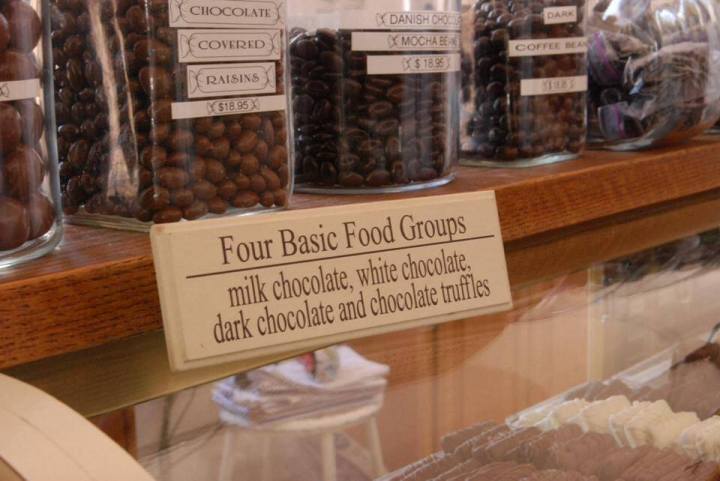 CHOCOLATE
COVERED
RAISINS
$18.95
DANISH CHOCOL
MOCHA BEAN
$18.95
DARK
COFFEE BEAN
Four Basic Food Groups
milk chocolate, white chocolate,
dark chocolate and chocolate truffles